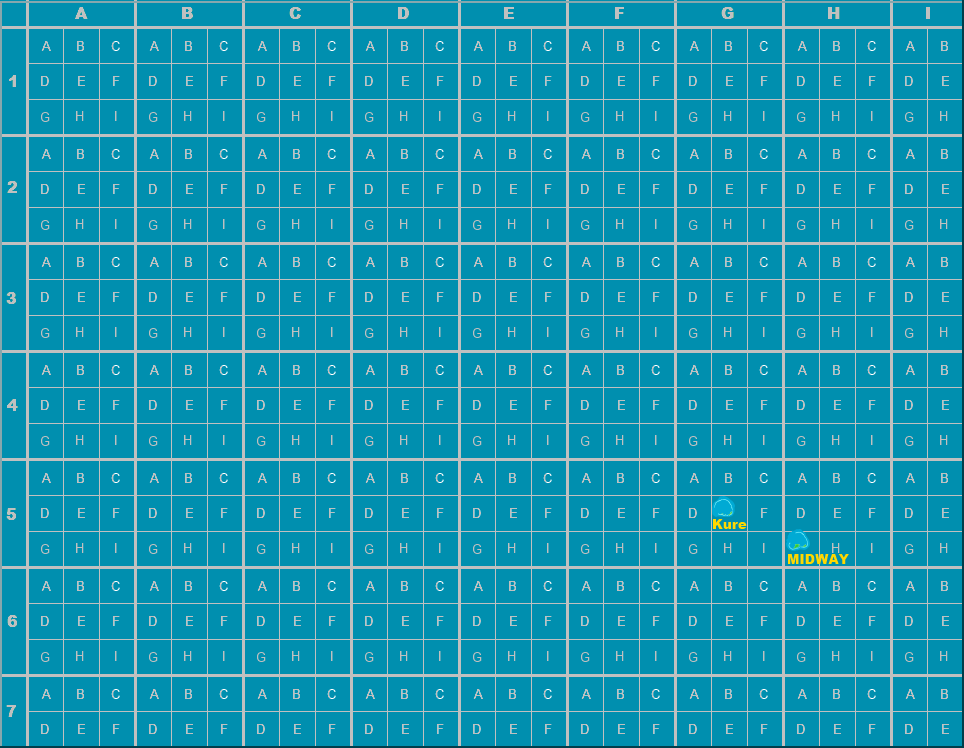 A B C D E F G H I
A B C A B C A B C A B C A B C A B C A B C A B C A B
1 D E F D E F D E F D E F D E F D E F D E F D E F D E
G H I G H I G H I G H I G H I G H I G H I G H I G H
A B C A B C A B C A B C A B C A B C A B C A B C A B
2 D E F D E F D E F D E F D E F D E F D E F D E F D E
G H I G H I G H I G H I G H I G H I G H I G H I G H
A B C A B C A B C A B C A B C A B C A B C A B C A B
3 D E F D E F D E F D E F D E F D E F D E F D E F D E
G H I G H I G H I G H I G H I G H I G H I G H I G H
A B C A B C A B C A B C A B C A B C A B C A B C A B
4 D E F D E F D E F D E F D E F D E F D E F D E F D E
G H I G H I G H I G H I G H I G H I G H I G H I G H
A B C A B C A B C A B C A B C A B C A B C A B C A B
5 D E F D E F D E F D E F D E F D E F D F D E F D E
Kure
G H I G H I G H I G H I G H I G H I G H I H I G H
MIDWAY
A B C A B C A B C A B C A B C A B C A B C A B C A B
6 D E F D E F D E F D E F D E F D E F D E F D E F D E
G H I G H I G H I G H I G H I G H I G H I G H I G H
A B C A B C A B C A B C A B C A B C A B C A B C A B
7
D E F D E F D E F D E F D E F D E F D E F D E F D E